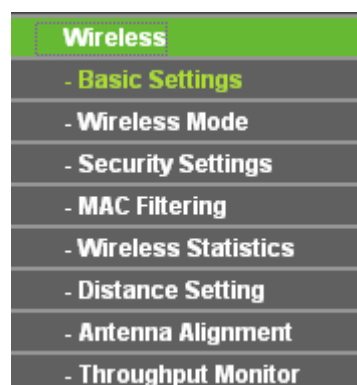 Wireless
- Basic Settings
- Wireless Mode
- Security Settings
- MAC Filtering
- Wireless Statistics
- Distance Setting
- Antenna Alignment
- Throughput Monitor